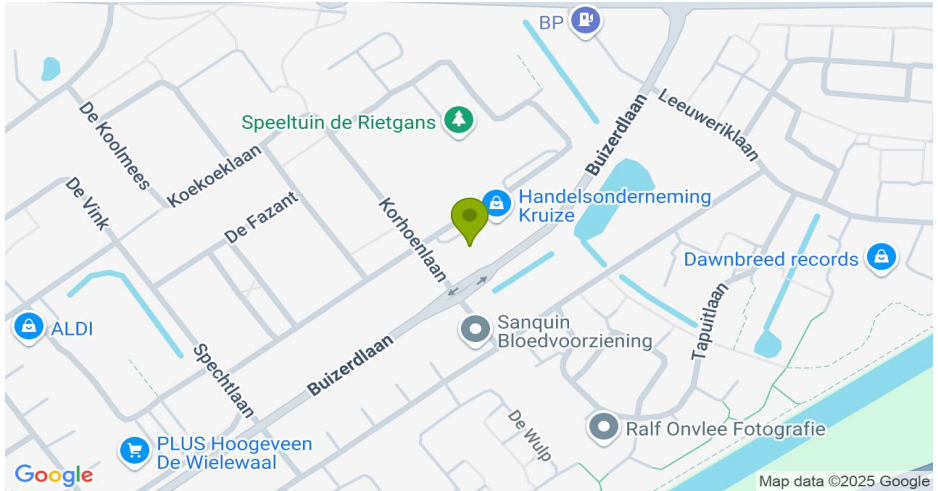 BP
Leeuweriklaan
De Koolmees
Speeltuin de Rietgans
Buizerdlaan
Koekoeklaan
De Vink
De Fazant
Korhoenlaan
Handelsonderneming
Kruize
Dawnbreed records
ALDI
Sanquin
Bloedvoorziening
Tapuitlaan
Spechtlaan
Buizerdlaan
De Wulp
Ralf Onvlee Fotografie
PLUS Hoogeveen
De Wielewaal
Google
Map data ©2025 Google